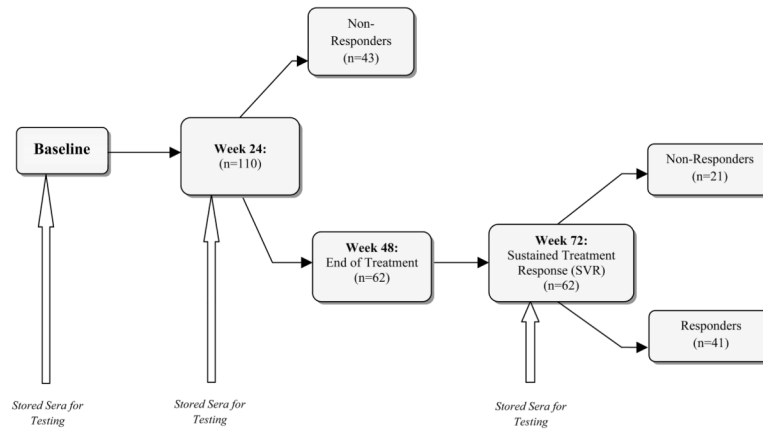 Non-
Responders
(n=43)
Baseline
Week 24:
(n=110)
Non-Responders
(n=21)
Week 48:
End of Treatment
(n=62)
Week 72:
Sustained Treatment
Response (SVR)
(n=62)
Responders
(n=41)
Stored Sera for
Testing
Stored Sera for
Testing
Stored Sera for
Testing